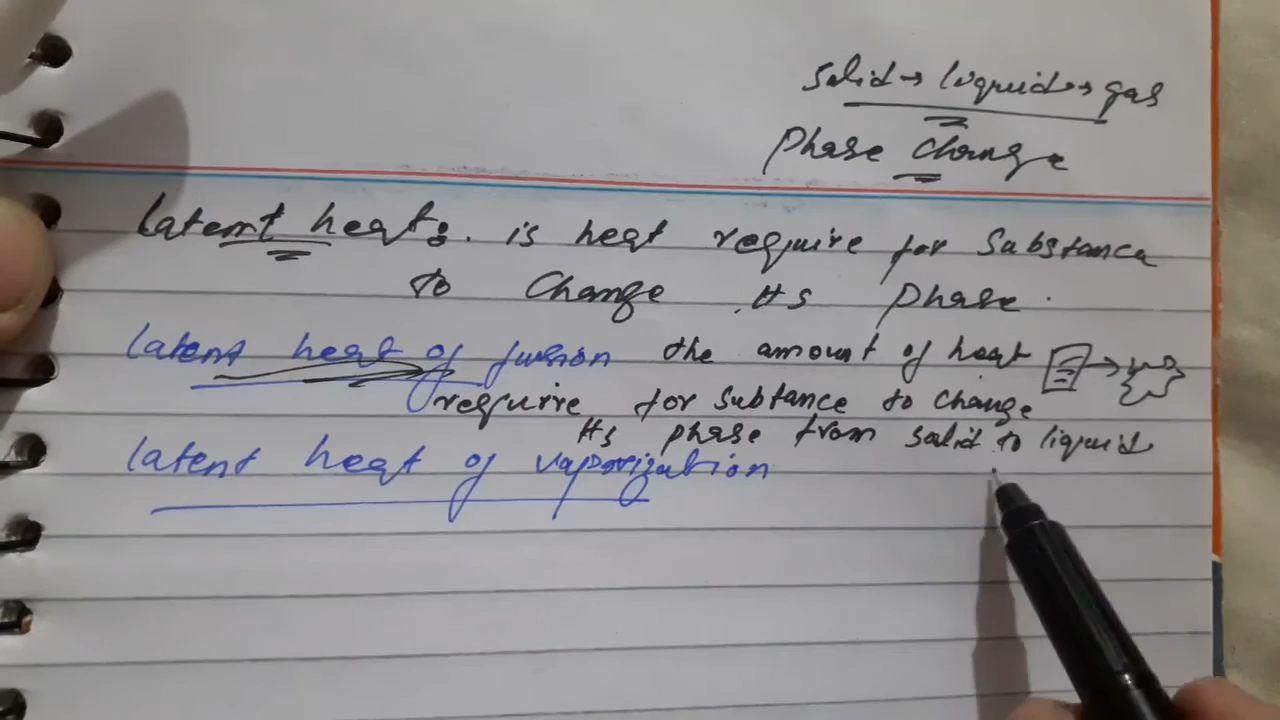 Solid → liquid → gas
Phase change
latent heat: is heat require for Substance
to Change its phase.
latent heat of fusion the amount of heat
require for substance to change
its phase from solid to liquid
latent heat of vaporization